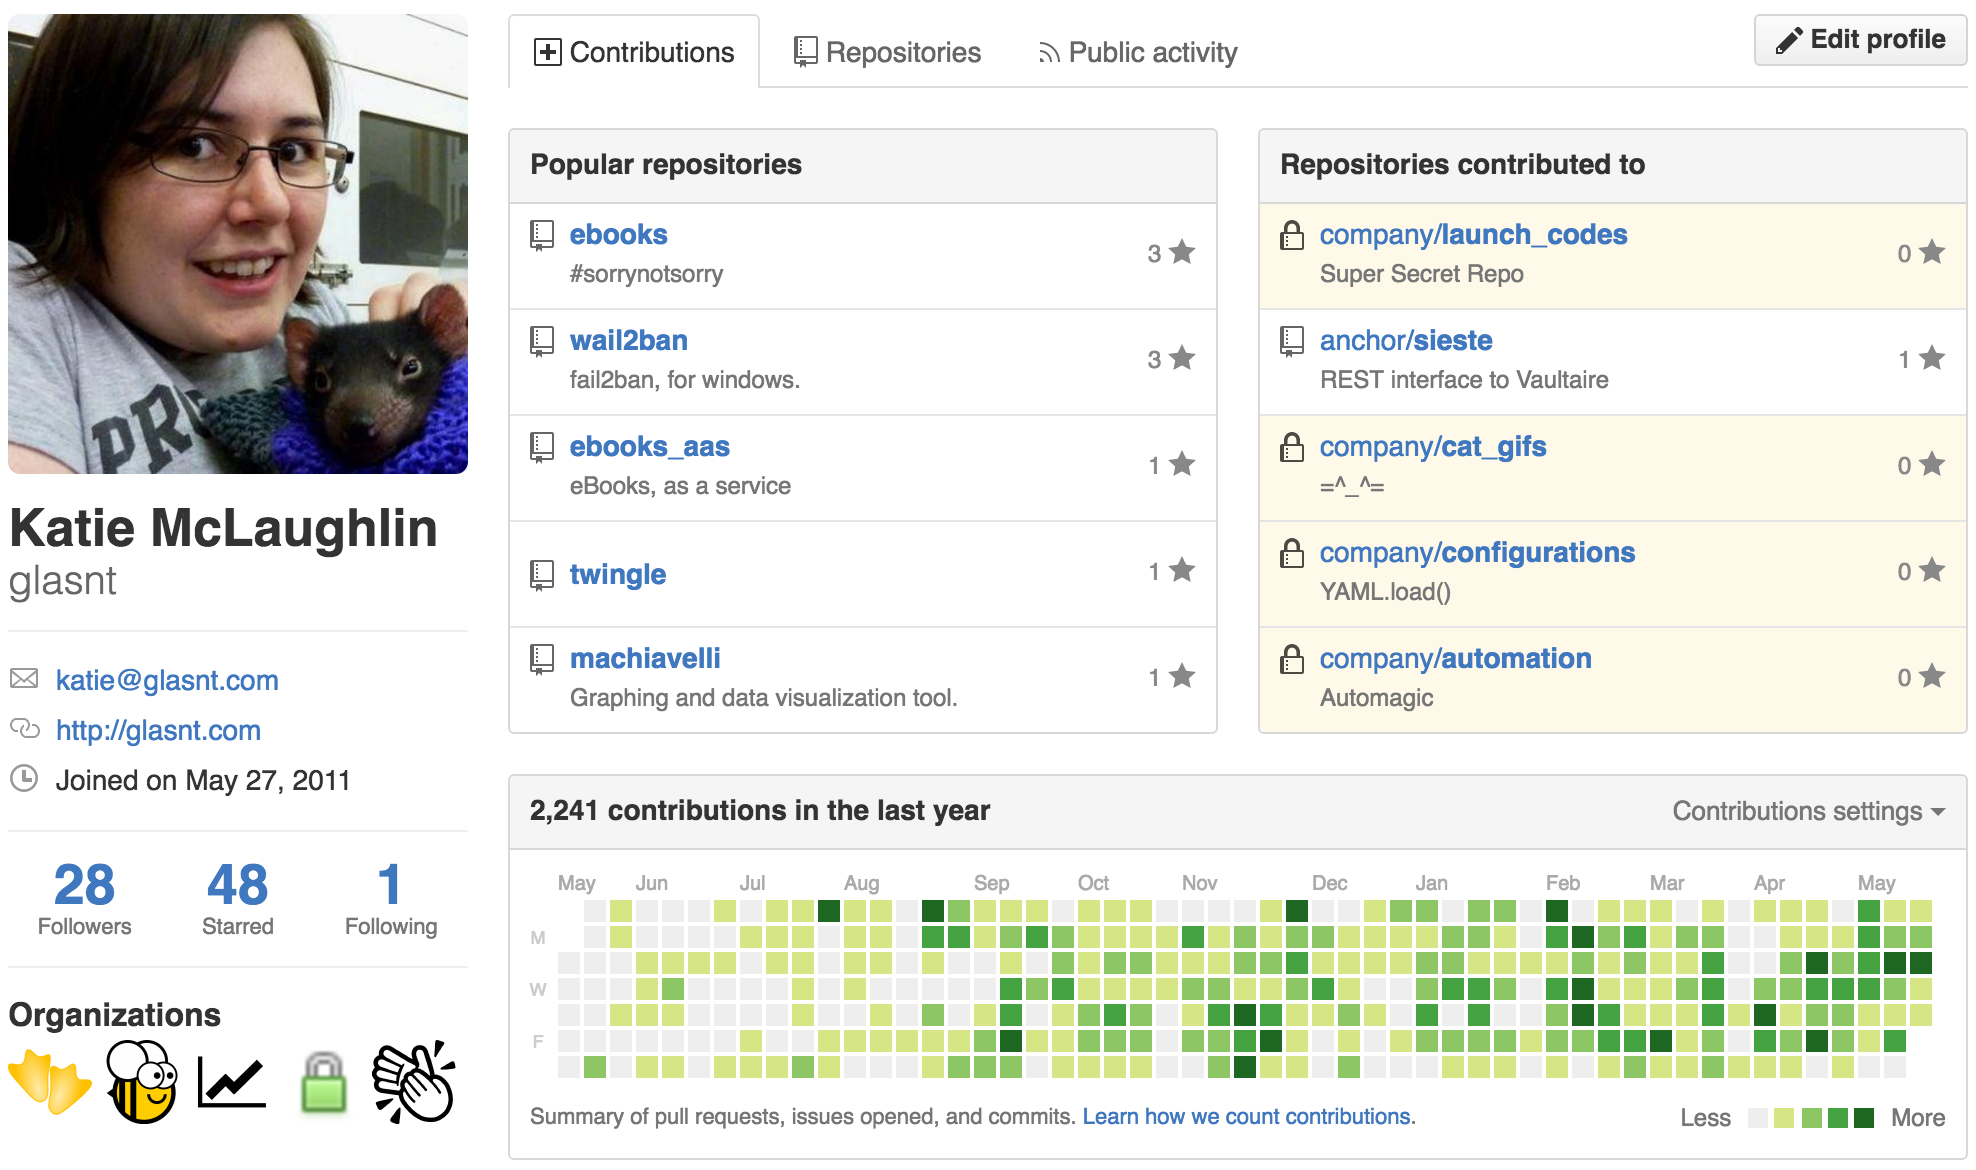 Contributions
Repositories
Public activity
Edit profile
PR
Katie McLaughlin
glasnt
katie@glasnt.com
http://glasnt.com
Joined on May 27, 2011
28 48 1
Followers Starred Following
Organizations
Popular repositories
ebooks
#sorrynotsorry
3
wail2ban
fail2ban, for windows.
3
ebooks_aas
eBooks, as a service
1
twingle
1
machiavelli
Graphing and data visualization tool.
1
Repositories contributed to
company/launch_codes
Super Secret Repo
0
anchor/sieste
REST interface to Vaultaire
1
company/cat_gifs
=^_^=
0
company/configurations
YAML.load()
0
company/automation
Automagic
0
2,241 contributions in the last year
Contributions settings
May Jun Jul Aug Sep Oct Nov Dec Jan Feb Mar Apr May
M
W
F
Summary of pull requests, issues opened, and commits. Learn how we count contributions.
Less More